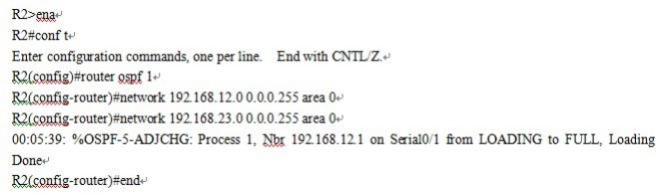 R2>ena
R2#conf t
Enter configuration commands, one per line.    End with CNTL/Z.
R2(config)#router ospf 1
R2(config-router)#network 192.168.12.0 0.0.0.255 area 0
R2(config-router)#network 192.168.23.0 0.0.0.255 area 0
00:05:39: %OSPF-5-ADJCHG: Process 1, Nbr 192.168.12.1 on Serial0/1 from LOADING to FULL, Loading
Done
R2(config-router)#end